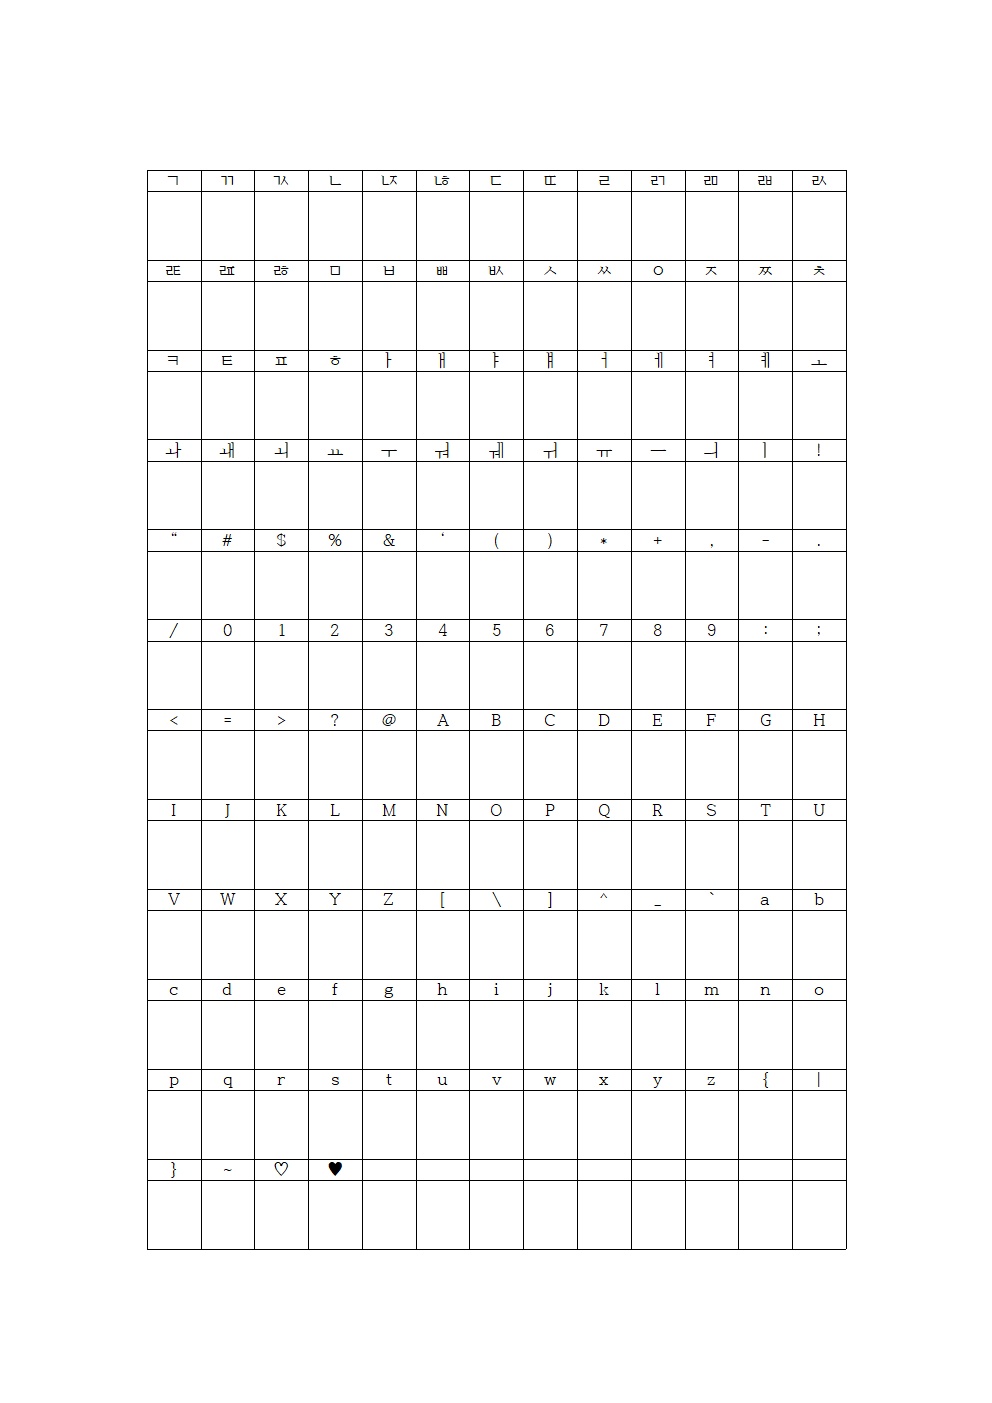 ㄱ ㄲ ㄳ ㄴ ㄵ ㄶ ㄷ ㄸ ㄹ ㄺ ㄻ ㄼ ㄽ
ㄾ ㄿ ㅀ ㅁ ㅂ ㅃ ㅄ ㅅ ㅆ ㅇ ㅈ ㅉ ㅊ
ㅋ ㅌ ㅍ ㅎ ㅏ ㅐ ㅑ ㅒ ㅓ ㅔ ㅕ ㅖ ㅗ
ㅘ ㅙ ㅚ ㅛ ㅜ ㅝ ㅞ ㅟ ㅠ ㅡ ㅢ ㅣ !
“ # $ % & ‘ ( ) * + , - .
/ 0 1 2 3 4 5 6 7 8 9 : ;
< = > ? @ A B C D E F G H
I J K L M N O P Q R S T U
V W X Y Z [ \ ] ^ _ ` a b
c d e f g h i j k l m n o
p q r s t u v w x y z { |
} ~ ♡ ♥